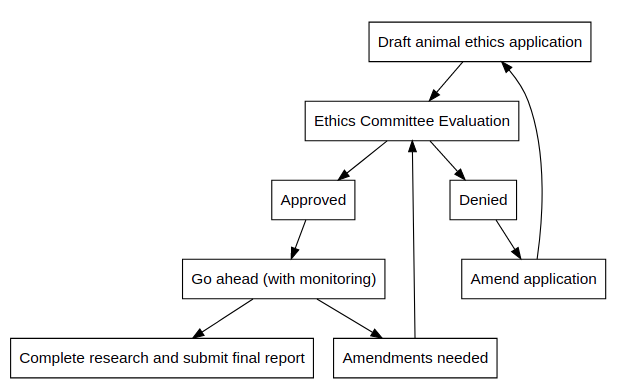 Draft animal ethics application
Ethics Committee Evaluation
Approved
Denied
Go ahead (with monitoring)
Amend application
Complete research and submit final report
Amendments needed